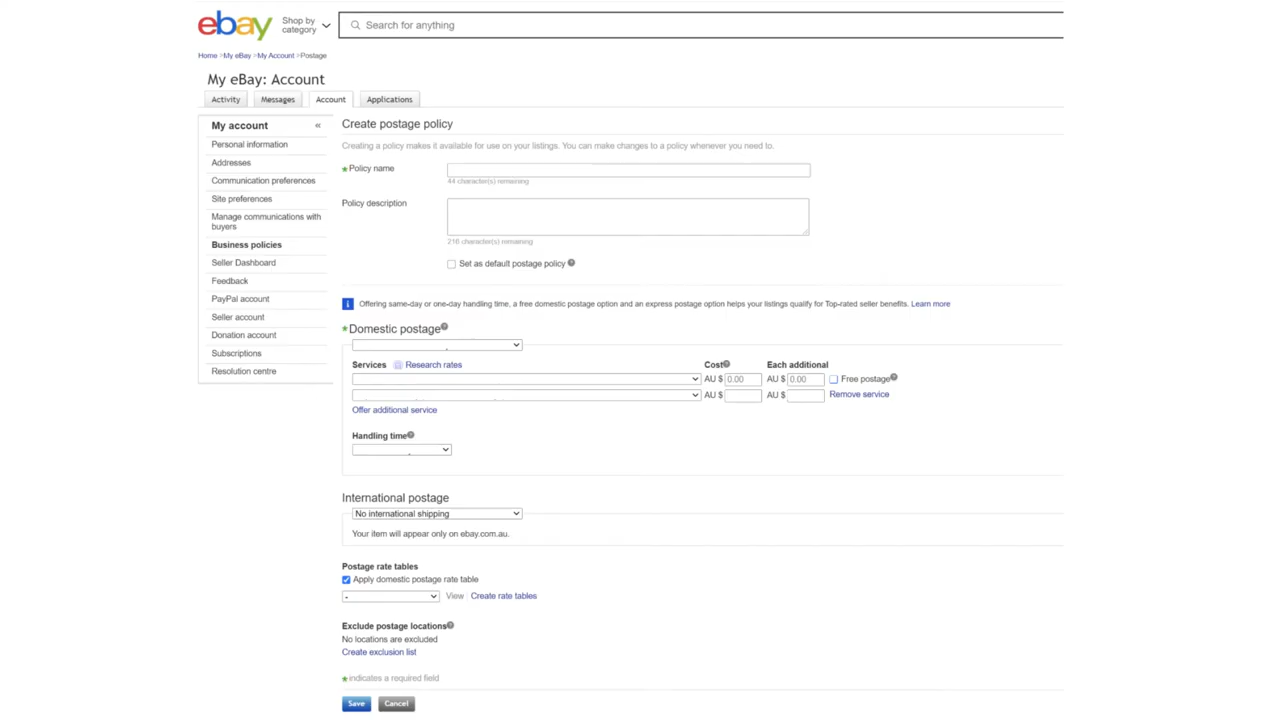 ebay
Shop by
category
Search for anything
Home >My eBay >My Account >Postage
My eBay: Account
Activity
Messages
Account
Applications
My account «
Personal information
Addresses
Communication preferences
Site preferences
Manage communications with
buyers
Business policies
Seller Dashboard
Feedback
PayPal account
Seller account
Donation account
Subscriptions
Resolution centre
Create postage policy
Creating a policy makes it available for use on your listings. You can make changes to a policy whenever you need to.
*Policy name
44 character(s) remaining
Policy description
216 character(s) remaining
Set as default postage policy ?
i Offering same-day or one-day handling time, a free domestic postage option and an express postage option helps your listings qualify for Top-rated seller benefits. Learn more
*Domestic postage ?
Services Research rates Cost ? Each additional
AU $ 0.00 AU $ 0.00 Free postage ?
AU $ AU $ Remove service
Offer additional service
Handling time ?
International postage
No international shipping
Your item will appear only on ebay.com.au.
Postage rate tables
Apply domestic postage rate table
- View Create rate tables
Exclude postage locations ?
No locations are excluded
Create exclusion list
*indicates a required field
Save Cancel